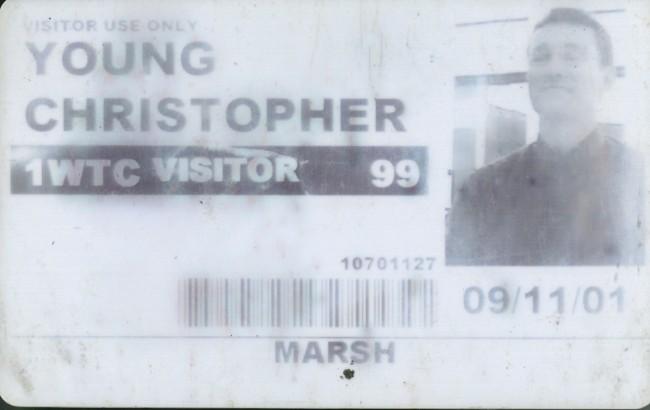 VISITOR USE ONLY
YOUNG
CHRISTOPHER
1WTC VISITOR 99
10701127
09/11/01
MARSH